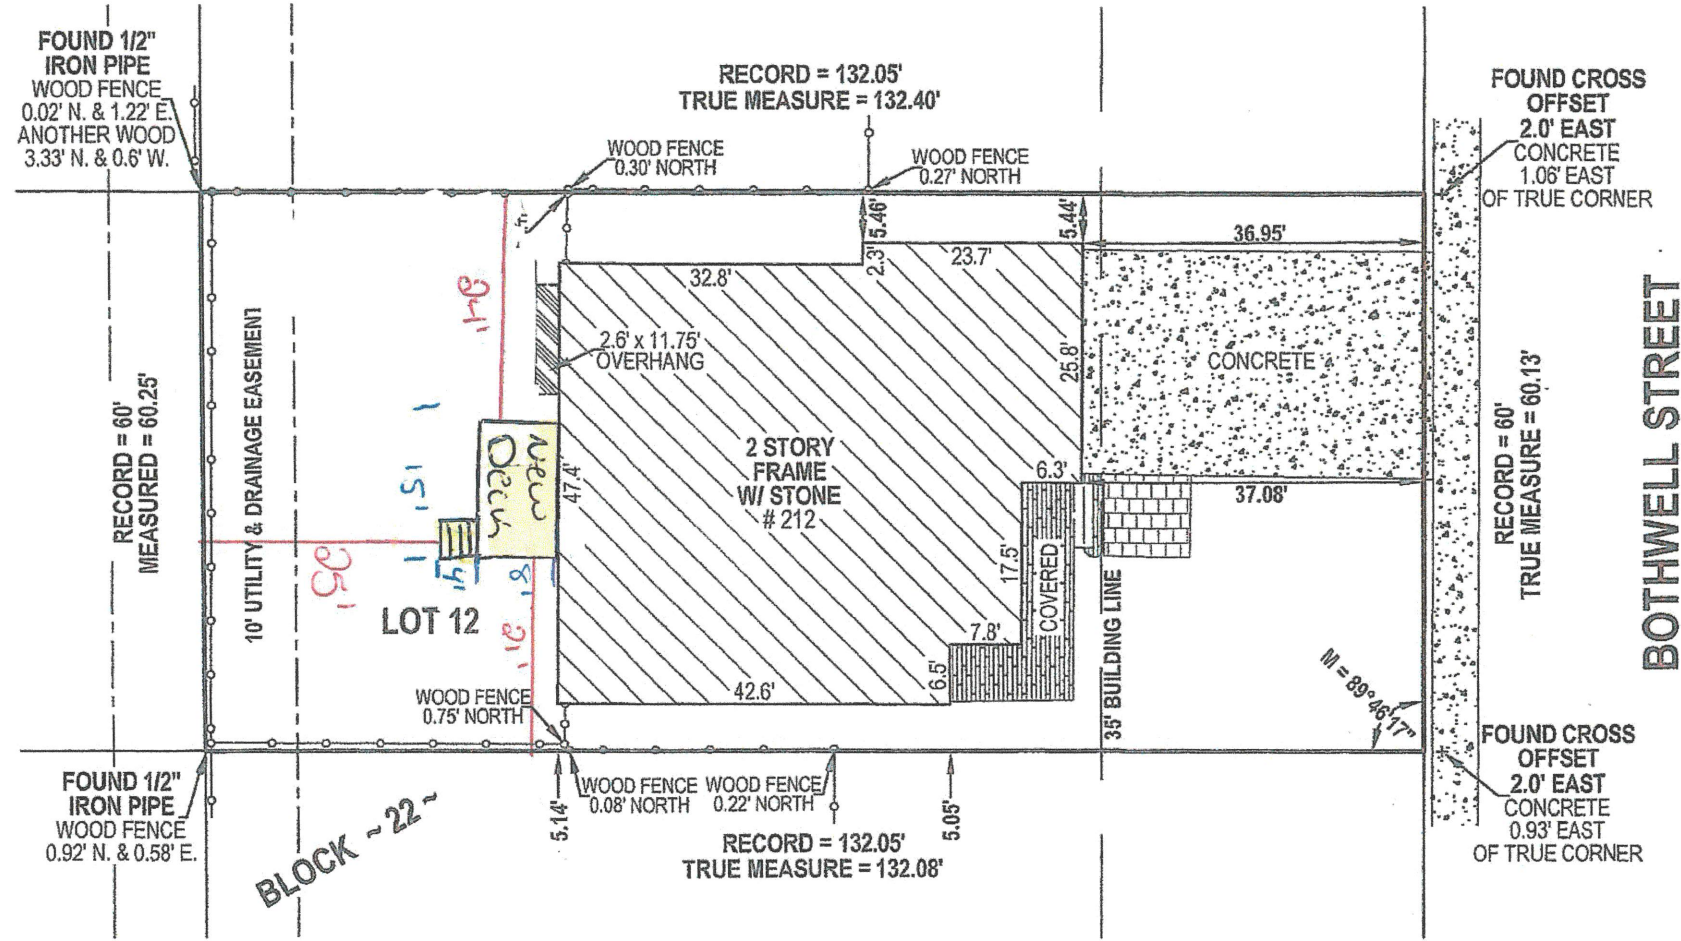 FOUND 1/2"
IRON PIPE
WOOD FENCE
0.02' N. & 1.22' E.
ANOTHER WOOD
3.33' N. & 0.6' W.
RECORD = 132.05'
TRUE MEASURE = 132.40'
WOOD FENCE
0.30' NORTH
WOOD FENCE
0.27' NORTH
FOUND CROSS
OFFSET
2.0' EAST
CONCRETE
1.06' EAST
OF TRUE CORNER
5.46'
5.44'
36.95'
32.8'
2.3'
23.7'
24'
2.6' x 11.75'
OVERHANG
25.8'
CONCRETE
BOTHWELL STREET
RECORD = 60'
MEASURED = 60.25'
10' UTILITY & DRAINAGE EASEMENT
15'
New
Deck
47.4'
2 STORY
FRAME
W/ STONE
# 212
6.3'
37.08'
RECORD = 60'
TRUE MEASURE = 60.13'
25'
4'
8'
21'
LOT 12
17.5'
COVERED
35' BUILDING LINE
7.8'
6.5'
42.6'
M = 89°46'17"
WOOD FENCE
0.75' NORTH
FOUND 1/2"
IRON PIPE
WOOD FENCE
0.92' N. & 0.58' E.
BLOCK ~ 22 ~
5.14'
WOOD FENCE
0.08' NORTH
WOOD FENCE
0.22' NORTH
5.05'
RECORD = 132.05'
TRUE MEASURE = 132.08'
FOUND CROSS
OFFSET
2.0' EAST
CONCRETE
0.93' EAST
OF TRUE CORNER